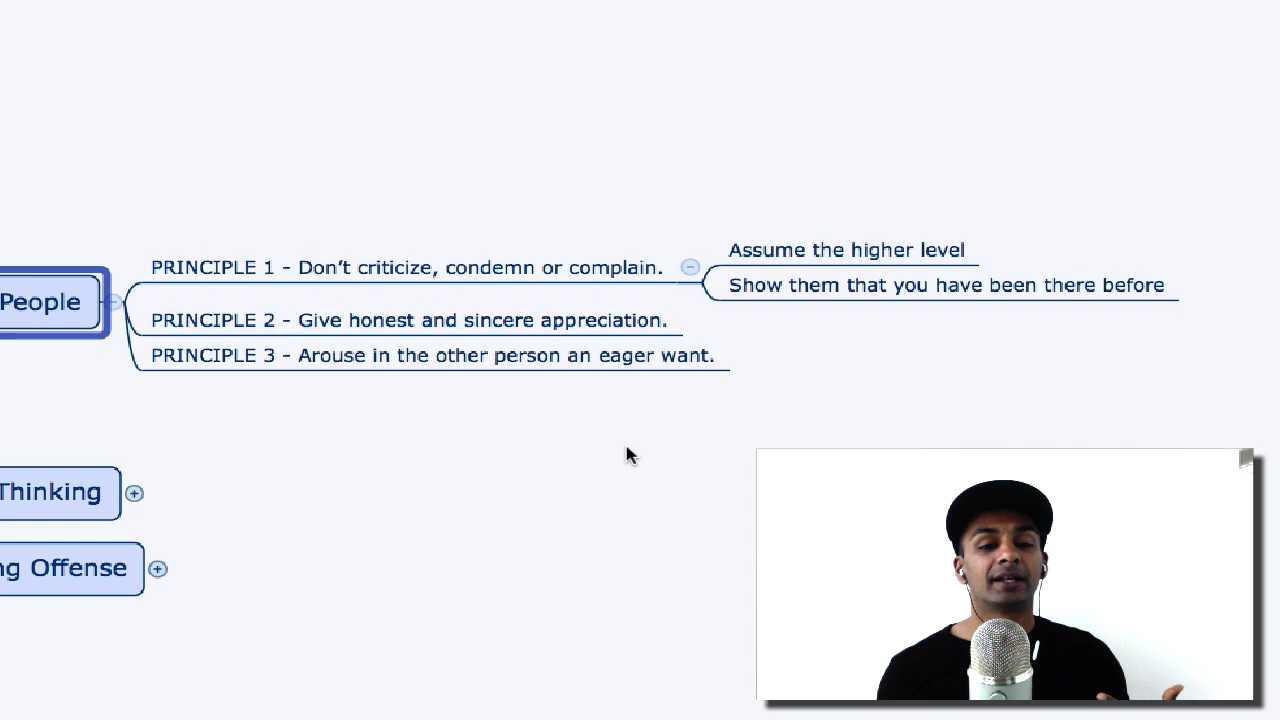 Assume the higher level
PRINCIPLE 1 - Don’t criticize, condemn or complain.
Show them that you have been there before
People
PRINCIPLE 2 - Give honest and sincere appreciation.
PRINCIPLE 3 - Arouse in the other person an eager want.
Thinking
ng Offense